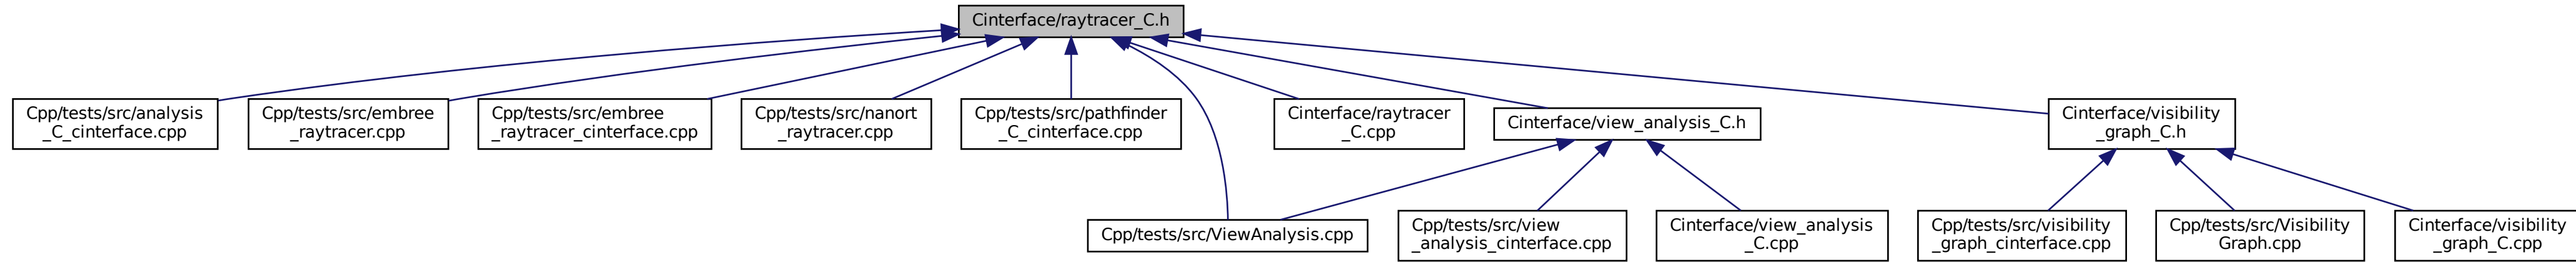 Cinterface/raytracer_C.h
Cpp/tests/src/analysis
_C_cinterface.cpp
Cpp/tests/src/embree
_raytracer.cpp
Cpp/tests/src/embree
_raytracer_cinterface.cpp
Cpp/tests/src/nanort
_raytracer.cpp
Cpp/tests/src/pathfinder
_C_cinterface.cpp
Cinterface/raytracer
_C.cpp
Cinterface/view_analysis_C.h
Cinterface/visibility
_graph_C.h
Cpp/tests/src/ViewAnalysis.cpp
Cpp/tests/src/view
_analysis_cinterface.cpp
Cinterface/view_analysis
_C.cpp
Cpp/tests/src/visibility
_graph_cinterface.cpp
Cpp/tests/src/Visibility
Graph.cpp
Cinterface/visibility
_graph_C.cpp